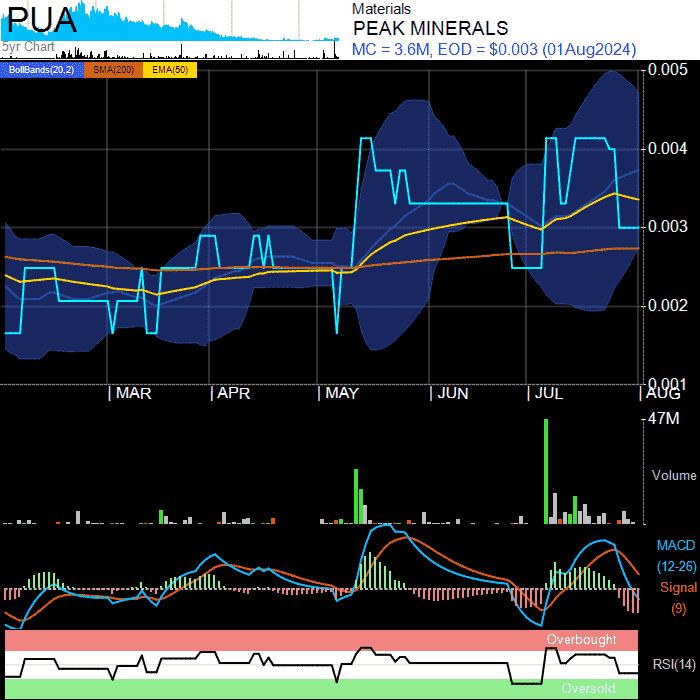 PUA
5yr Chart
Materials
PEAK MINERALS
MC = 3.6M, EOD = $0.003 (01Aug2024)
BollBands(20,2) SMA(200) EMA(50)
0.005
0.004
0.003
0.002
0.001
MAR APR MAY JUN JUL AUG
47M
Volume
MACD
(12-26)
Signal
(9)
Overbought
RSI(14)
Oversold